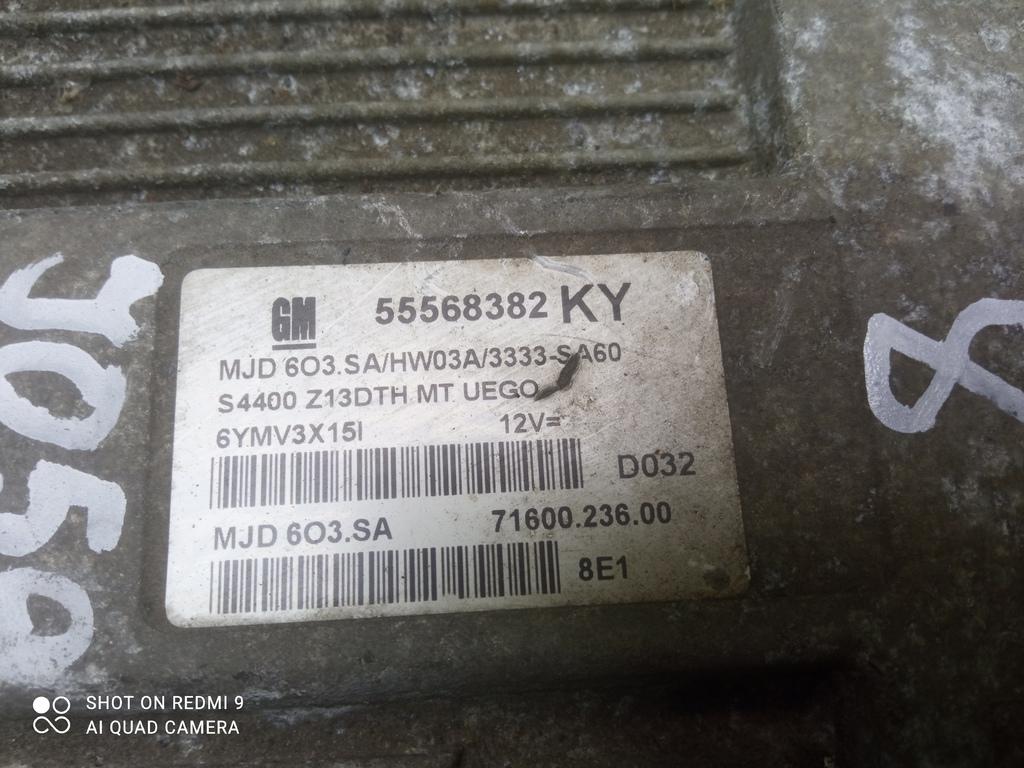 GM 55568382 KY
MJD 6O3.SA/HW03A/3333-SA60
S4400 Z13DTH MT UEGO
6YMV3X15I 12V=
D032
MJD 6O3.SA 71600.236.00
8E1
SHOT ON REDMI 9
AI QUAD CAMERA